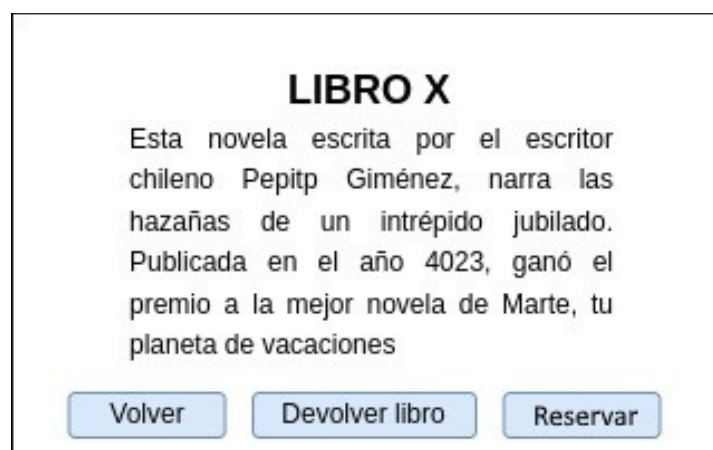 LIBRO X
Esta novela escrita por el escritor
chileno Pepitp Giménez, narra las
hazañas de un intrépido jubilado.
Publicada en el año 4023, ganó el
premio a la mejor novela de Marte, tu
planeta de vacaciones
Volver Devolver libro Reservar